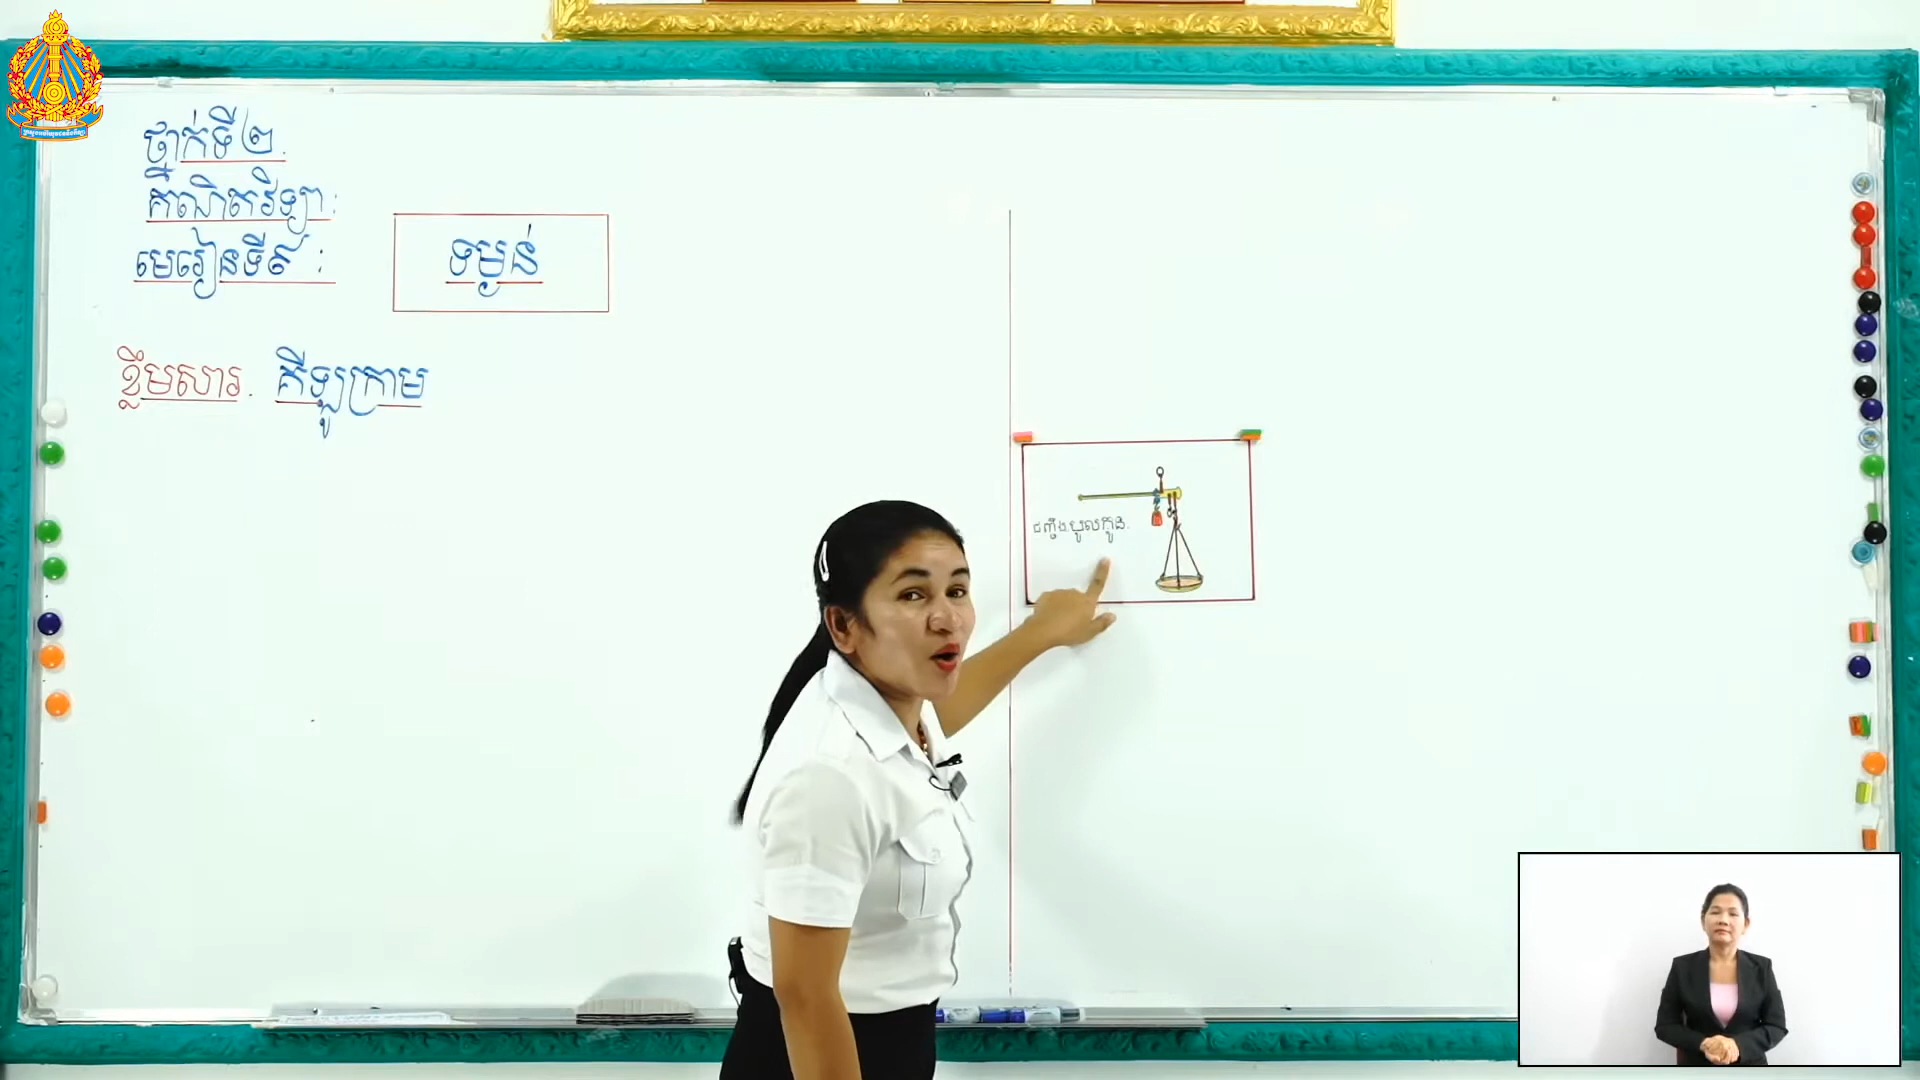 ថ្នាក់ទី២.
គណិតវិទ្យា:
មេរៀនទី៩ :
ទម្ងន់
ខ្លឹមសារ. គីឡូក្រាម
ជញ្ជីងបូលកូន.